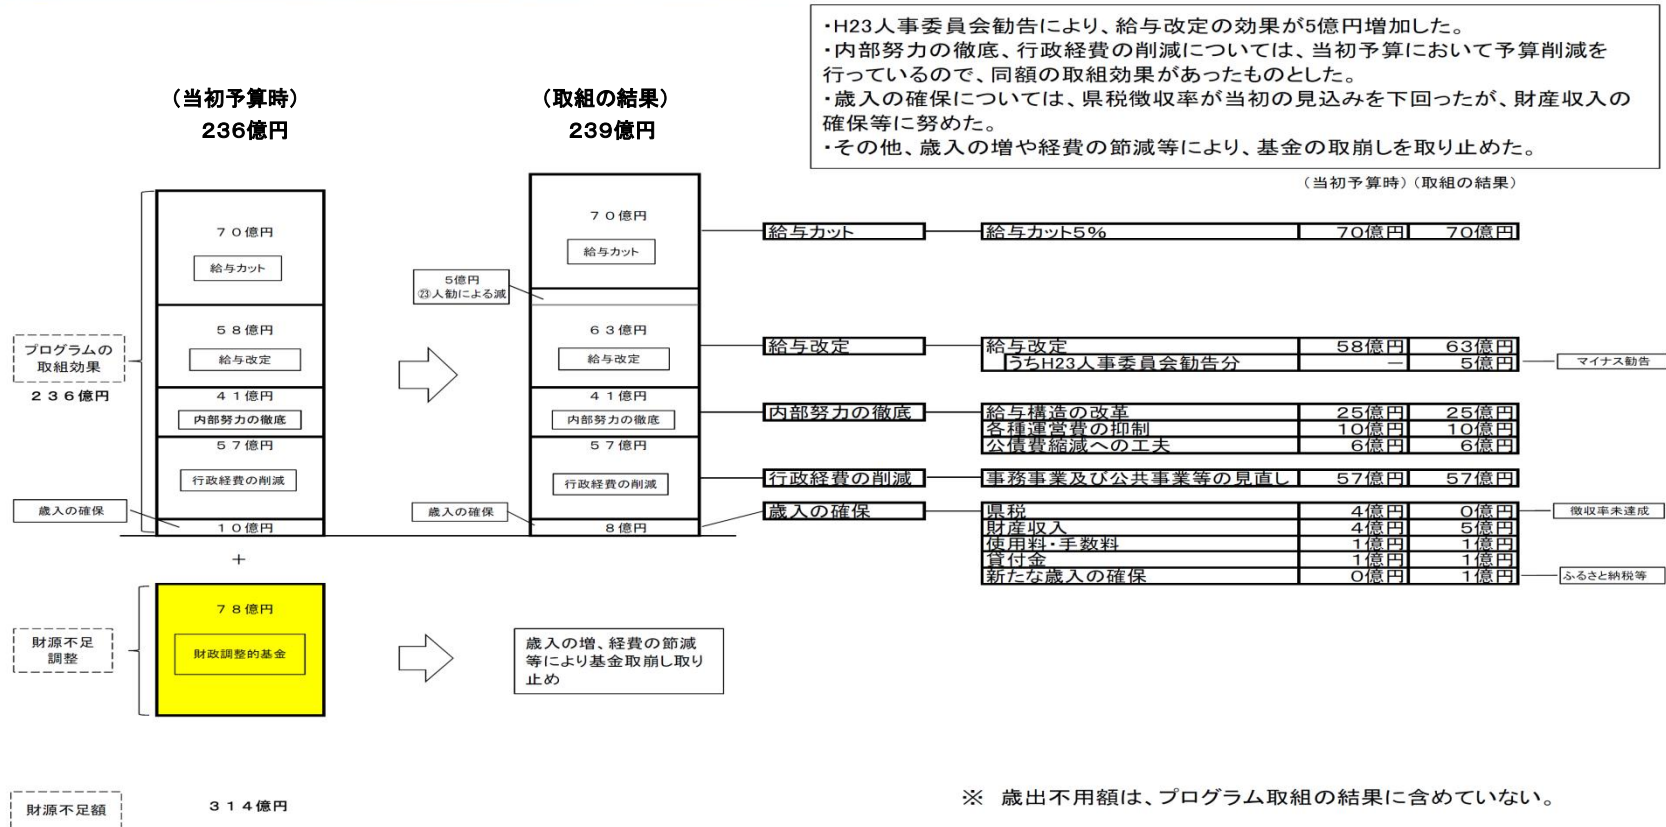 ・H23人事委員会勧告により、給与改定の効果が5億円増加した。
・内部努力の徹底、行政経費の削減については、当初予算において予算削減を
行っているので、同額の取組効果があったものとした。
・歳入の確保については、県税徴収率が当初の見込みを下回ったが、財産収入の
確保等に努めた。
・その他、歳入の増や経費の節減等により、基金の取崩しを取り止めた。
（当初予算時）
236億円
（取組の結果）
239億円
（当初予算時）（取組の結果）
プログラムの
取組効果
２３６億円
７０億円
給与カット
５８億円
給与改定
４１億円
内部努力の徹底
５７億円
行政経費の削減
歳入の確保
１０億円
＋
７０億円
給与カット
5億円
㉓人勧による減
６３億円
給与改定
４１億円
内部努力の徹底
５７億円
行政経費の削減
歳入の確保
８億円
給与カット 給与カット5% 70億円 70億円
給与改定 給与改定 58億円 63億円
うちH23人事委員会勧告分 － 5億円 マイナス勧告
内部努力の徹底 給与構造の改革 25億円 25億円
各種運営費の抑制 10億円 10億円
公債費縮減への工夫 6億円 6億円
行政経費の削減 事務事業及び公共事業等の見直し 57億円 57億円
歳入の確保 県税 4億円 0億円 徴収率未達成
財産収入 4億円 5億円
使用料・手数料 1億円 1億円
貸付金 1億円 1億円
新たな歳入の確保 0億円 1億円 ふるさと納税等
財源不足
調整
７８億円
財政調整的基金
歳入の増、経費の節減
等により基金取崩し取り
止め
財源不足額
３１４億円
※ 歳出不用額は、プログラム取組の結果に含めていない。